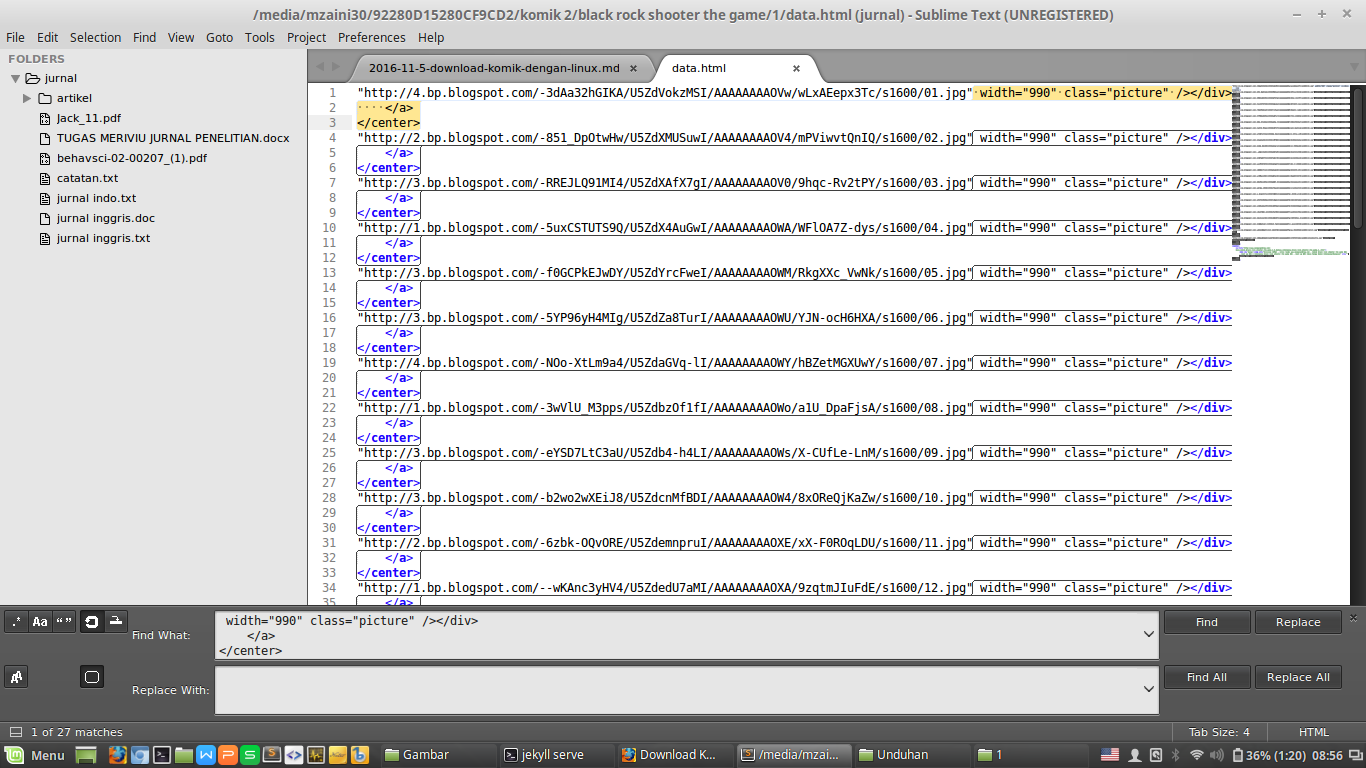 /media/mzaini30/92280D15280CF9CD2/komik 2/black rock shooter the game/1/data.html (jurnal) - Sublime Text (UNREGISTERED)
File Edit Selection Find View Goto Tools Project Preferences Help
FOLDERS
jurnal
artikel
Jack_11.pdf
TUGAS MERIVIU JURNAL PENELITIAN.docx
behavsci-02-00207_(1).pdf
catatan.txt
jurnal indo.txt
jurnal inggris.doc
jurnal inggris.txt
2016-11-5-download-komik-dengan-linux.md
data.html
1 "http://4.bp.blogspot.com/-3dAa32hGIKA/U5ZdVokzMSI/AAAAAAAAOVw/wLxAEepx3Tc/s1600/01.jpg" width="990" class="picture" /></div>
2 </a>
3 </center>
4 "http://2.bp.blogspot.com/-851_DpOtwHw/U5ZdXMUSuwI/AAAAAAAAOV4/mPViwvtQnIQ/s1600/02.jpg" width="990" class="picture" /></div>
5 </a>
6 </center>
7 "http://3.bp.blogspot.com/-RREJLQ91MI4/U5ZdXAfX7gI/AAAAAAAAOV0/9hqc-Rv2tPY/s1600/03.jpg" width="990" class="picture" /></div>
8 </a>
9 </center>
10 "http://1.bp.blogspot.com/-5uxCSTUTS9Q/U5ZdX4AuGwI/AAAAAAAAOWA/WFlOA7Z-dys/s1600/04.jpg" width="990" class="picture" /></div>
11 </a>
12 </center>
13 "http://3.bp.blogspot.com/-f0GCPkEJwDY/U5ZdYrcFweI/AAAAAAAAOWM/RkgXXc_VwNk/s1600/05.jpg" width="990" class="picture" /></div>
14 </a>
15 </center>
16 "http://3.bp.blogspot.com/-5YP96yH4MIg/U5ZdZa8TurI/AAAAAAAAOWU/YJN-ocH6HXA/s1600/06.jpg" width="990" class="picture" /></div>
17 </a>
18 </center>
19 "http://4.bp.blogspot.com/-NOo-XtLm9a4/U5ZdaGVq-lI/AAAAAAAAOWY/hBZetMGXUwY/s1600/07.jpg" width="990" class="picture" /></div>
20 </a>
21 </center>
22 "http://1.bp.blogspot.com/-3wVlU_M3pps/U5ZdbzOf1fI/AAAAAAAAOWo/a1U_DpaFjsA/s1600/08.jpg" width="990" class="picture" /></div>
23 </a>
24 </center>
25 "http://3.bp.blogspot.com/-eYSD7LtC3aU/U5Zdb4-h4LI/AAAAAAAAOWs/X-CUfLe-LnM/s1600/09.jpg" width="990" class="picture" /></div>
26 </a>
27 </center>
28 "http://3.bp.blogspot.com/-b2wo2wXEiJ8/U5ZdcnMfBDI/AAAAAAAAOW4/8xOReQjKaZw/s1600/10.jpg" width="990" class="picture" /></div>
29 </a>
30 </center>
31 "http://2.bp.blogspot.com/-6zbk-OQvORE/U5ZdemnpruI/AAAAAAAAOXE/xX-F0ROqLDU/s1600/11.jpg" width="990" class="picture" /></div>
32 </a>
33 </center>
34 "http://1.bp.blogspot.com/--wKAnc3yHV4/U5ZdedU7aMI/AAAAAAAAOXA/9zqtmJIuFdE/s1600/12.jpg" width="990" class="picture" /></div>
35 </a>
.* Aa “” Find What:
width="990" class="picture" /></div>
</a>
</center>
Find Replace
Replace With:
Find All Replace All
1 of 27 matches Tab Size: 4 HTML
Menu Gambar jekyll serve Download K... /media/mzai... Unduhan 1 36% (1:20) 08:56